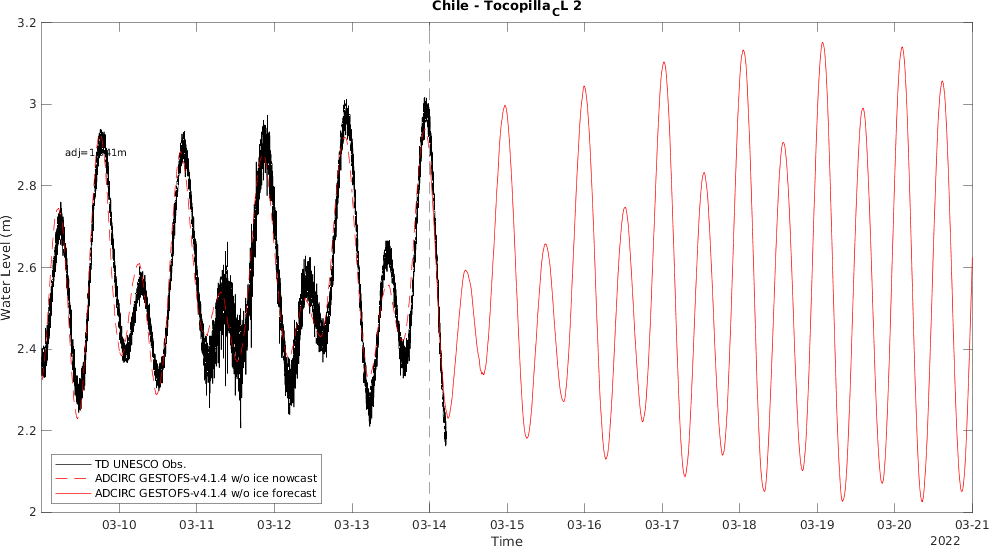 Chile - Tocopilla_CL 2
3.2
3
2.8
2.6
2.4
2.2
2
Water Level (m)
TD UNESCO Obs.
ADCIRC GESTOFS-v4.1.4 w/o ice nowcast
ADCIRC GESTOFS-v4.1.4 w/o ice forecast
03-10 03-11 03-12 03-13 03-14 03-15 03-16 03-17 03-18 03-19 03-20 03-21
Time
2022